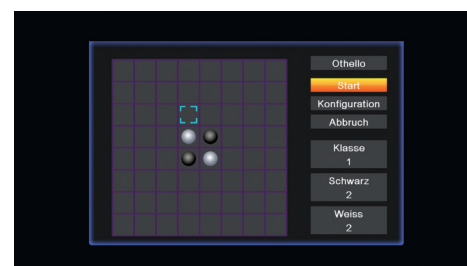 Othello
Start
Konfiguration
Abbruch
Klasse
1
Schwarz
2
Weiss
2